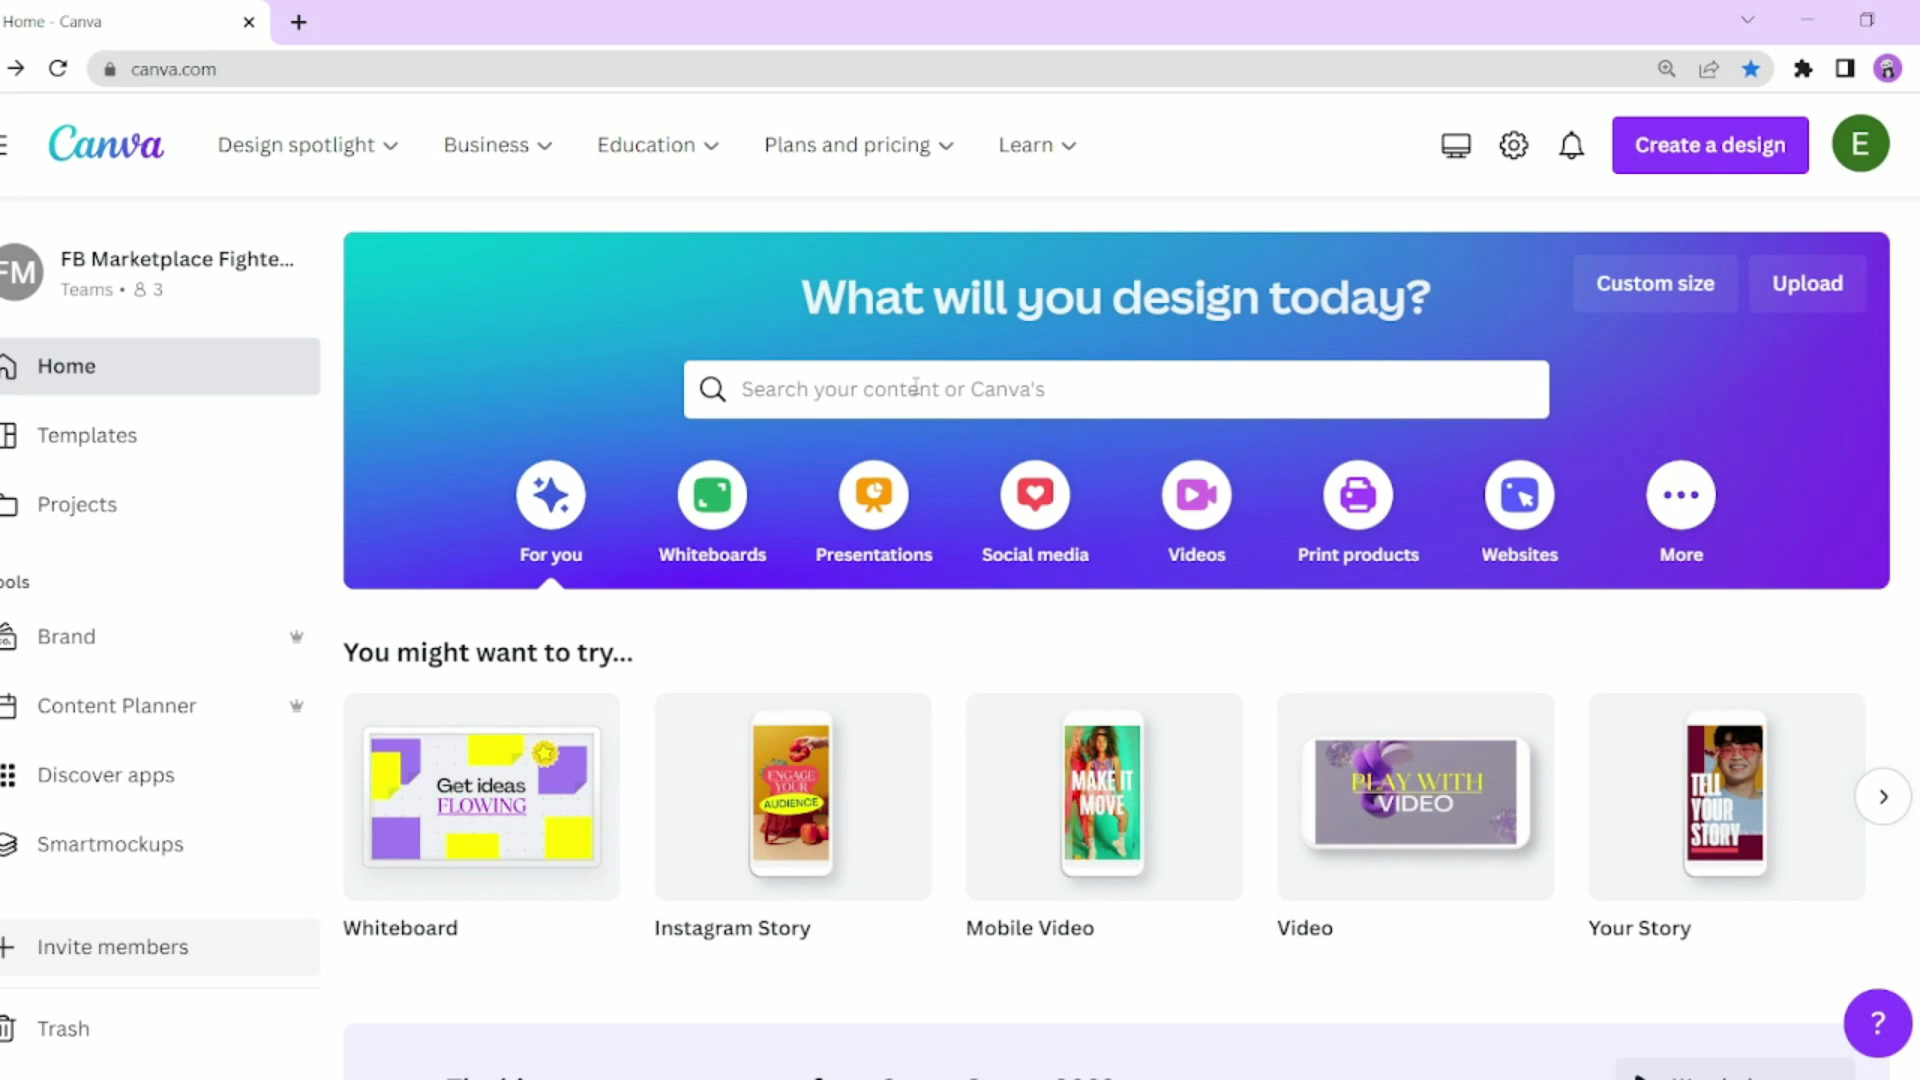 Home - Canva
canva.com
Canva
Design spotlight
Business
Education
Plans and pricing
Learn
Create a design
E
FM
FB Marketplace Fighte...
Teams • 3
Home
Templates
Projects
ools
Brand
Content Planner
Discover apps
Smartmockups
Invite members
Trash
What will you design today?
Custom size
Upload
Search your content or Canva's
For you
Whiteboards
Presentations
Social media
Videos
Print products
Websites
More
You might want to try...
Get ideas
FLOWING
ENGAGE
YOUR
AUDIENCE
MAKE IT
MOVE
PLAY WITH
VIDEO
TELL
YOUR
STORY
Whiteboard
Instagram Story
Mobile Video
Video
Your Story
?